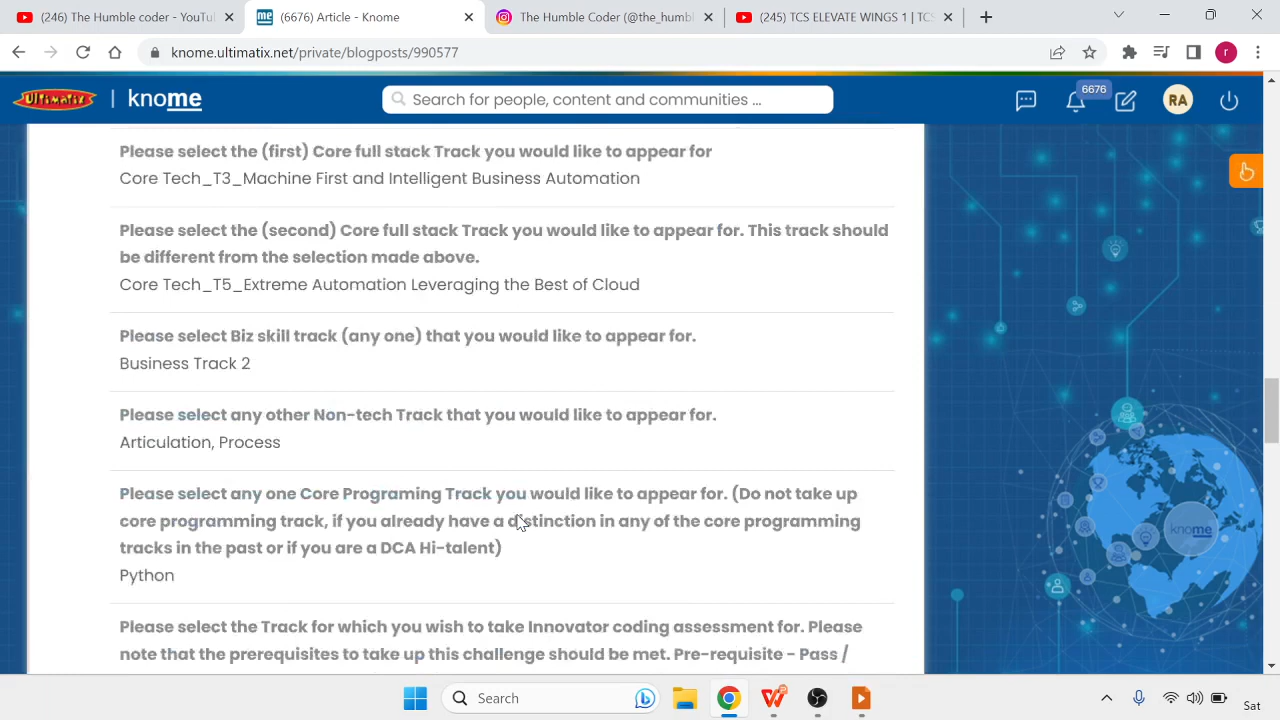 (246) The Humble coder - YouTu
(6676) Article - Knome
The Humble Coder (@the_humb
(245) TCS ELEVATE WINGS 1 | TCS
knome.ultimatix.net/private/blogposts/990577
r
Ultimatix | knome
Search for people, content and communities ...
6676
RA
Please select the (first) Core full stack Track you would like to appear for
Core Tech_T3_Machine First and Intelligent Business Automation
Please select the (second) Core full stack Track you would like to appear for. This track should
be different from the selection made above.
Core Tech_T5_Extreme Automation Leveraging the Best of Cloud
Please select Biz skill track (any one) that you would like to appear for.
Business Track 2
Please select any other Non-tech Track that you would like to appear for.
Articulation, Process
Please select any one Core Programing Track you would like to appear for. (Do not take up
core programming track, if you already have a distinction in any of the core programming
tracks in the past or if you are a DCA Hi-talent)
Python
Please select the Track for which you wish to take Innovator coding assessment for. Please
note that the prerequisites to take up this challenge should be met. Pre-requisite - Pass /
knome
Search
Sat